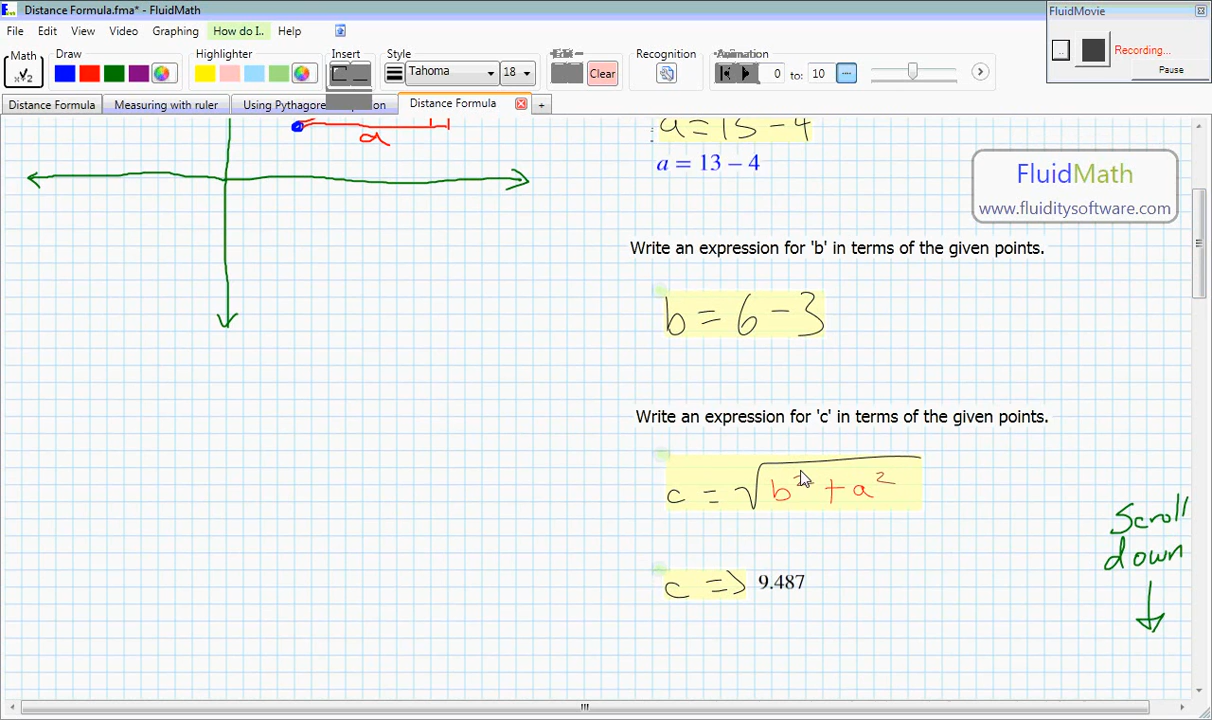 Distance Formula.fma* - FluidMath
File Edit View Video Graphing How do I.. Help
Math Draw Highlighter Insert Style Recognition Animation
√x² Tahoma 18 Clear 0 to: 10
FluidMovie
Recording...
Pause
Distance Formula Measuring with ruler Using Pythagore Distance Formula +
a
a = 13 - 4
a = 13 − 4
FluidMath
www.fluiditysoftware.com
Write an expression for 'b' in terms of the given points.
b = 6 - 3
Write an expression for 'c' in terms of the given points.
c = √b² + a²
c => 9.487
Scroll
down